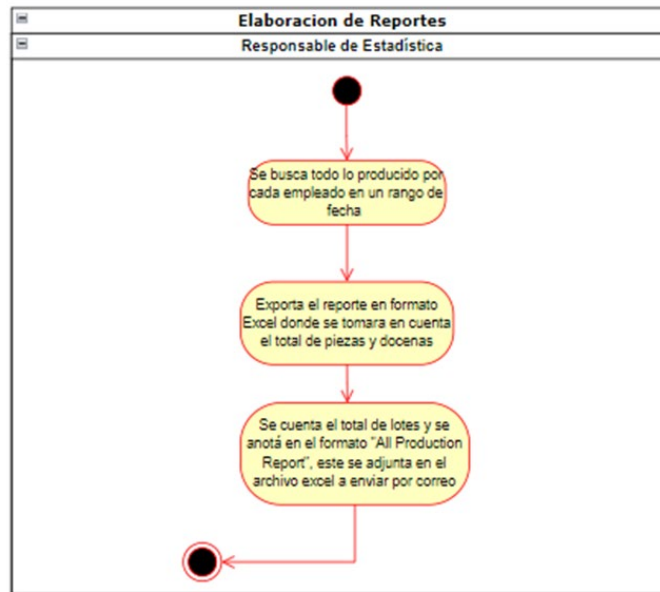 Elaboracion de Reportes
Responsable de Estadística
Se busca todo lo producido por
cada empleado en un rango de
fecha
Exporta el reporte en formato
Excel donde se tomara en cuenta
el total de piezas y docenas
Se cuenta el total de lotes y se
anotá en el formato "All Production
Report", este se adjunta en el
archivo excel a enviar por correo